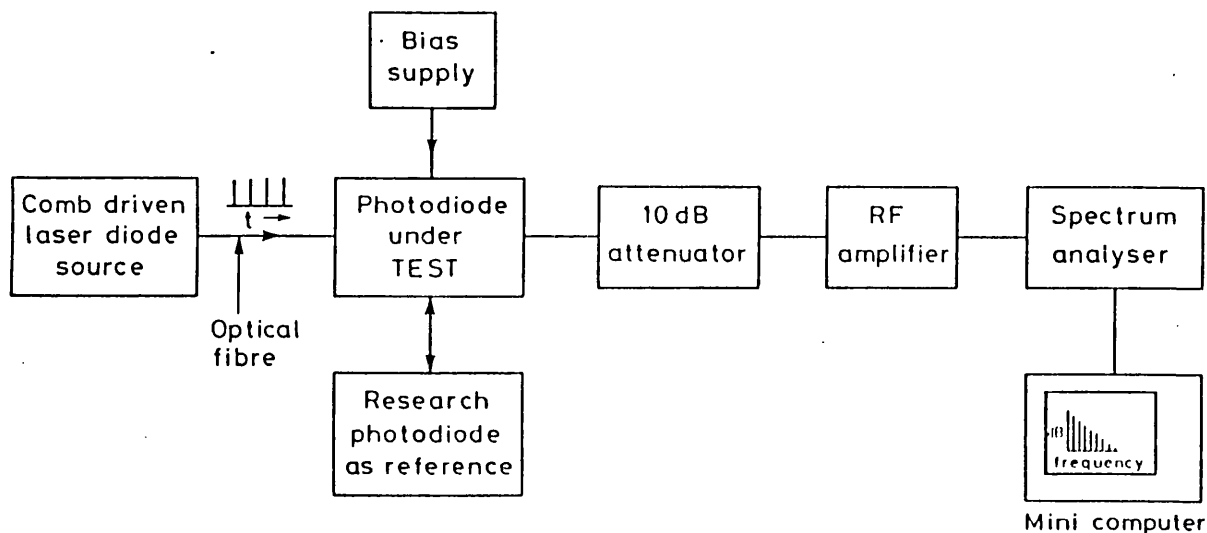 Bias
supply
Comb driven
laser diode
source
t
Optical
fibre
Photodiode
under
TEST
Research
photodiode
as reference
10 dB
attenuator
RF
amplifier
Spectrum
analyser
dB
frequency
Mini computer